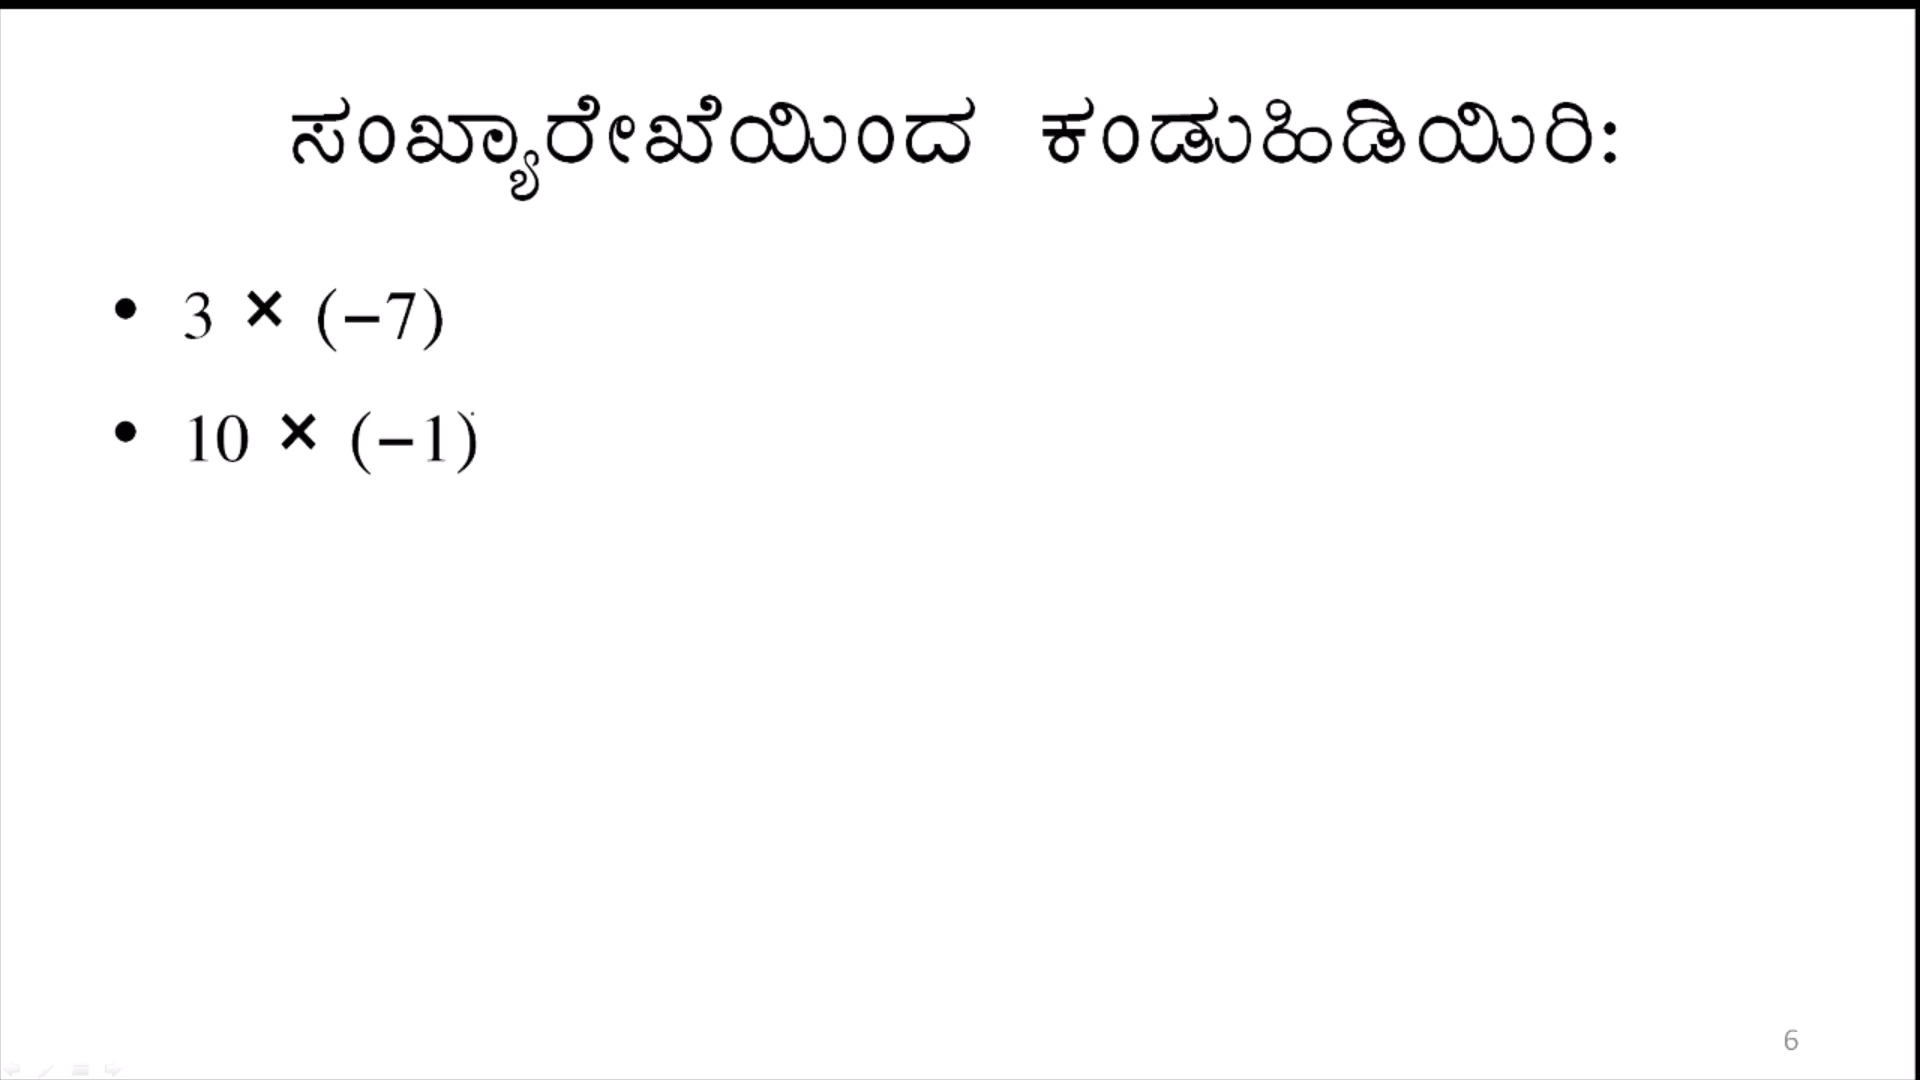 ಸಂಖ್ಯಾರೇಖೆಯಿಂದ ಕಂಡುಹಿಡಿಯಿರಿ:
• 3 × (−7)
• 10 × (−1)
6